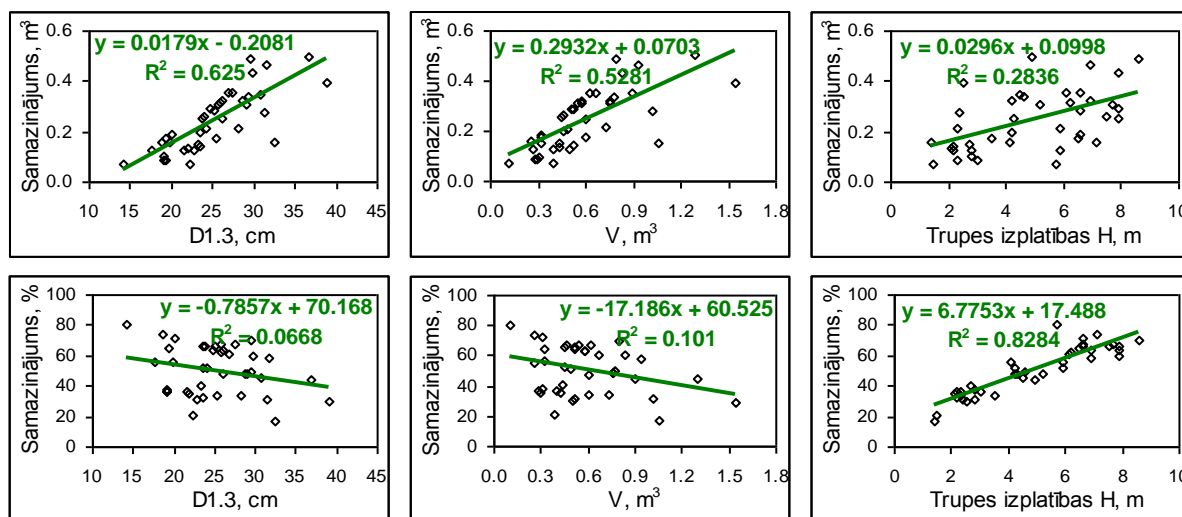 Samazinājums, m³
0.6
0.4
0.2
0.0
y = 0.0179x - 0.2081
R² = 0.625
10 15 20 25 30 35 40 45
D1.3, cm
Samazinājums, m³
0.6
0.4
0.2
0.0
y = 0.2932x + 0.0703
R² = 0.5281
0.0 0.3 0.6 0.9 1.2 1.5 1.8
V, m³
Samazinājums, m³
0.6
0.4
0.2
0.0
y = 0.0296x + 0.0998
R² = 0.2836
0 2 4 6 8 10
Trupes izplatības H, m
Samazinājums, %
100
80
60
40
20
0
y = -0.7857x + 70.168
R² = 0.0668
10 15 20 25 30 35 40 45
D1.3, cm
Samazinājums, %
100
80
60
40
20
0
y = -17.186x + 60.525
R² = 0.101
0.0 0.3 0.6 0.9 1.2 1.5 1.8
V, m³
Samazinājums, %
100
80
60
40
20
0
y = 6.7753x + 17.488
R² = 0.8284
0 2 4 6 8 10
Trupes izplatības H, m